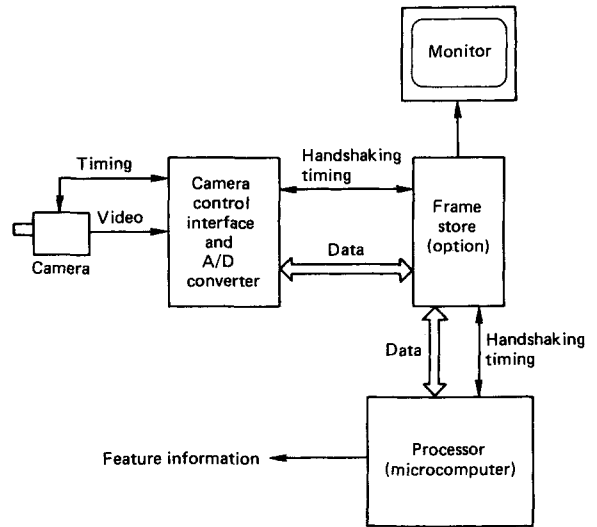 Monitor
Timing
Handshaking
timing
Camera
control
interface
and
A/D
converter
Frame
store
(option)
Video
Camera
Data
Data
Handshaking
timing
Processor
(microcomputer)
Feature information